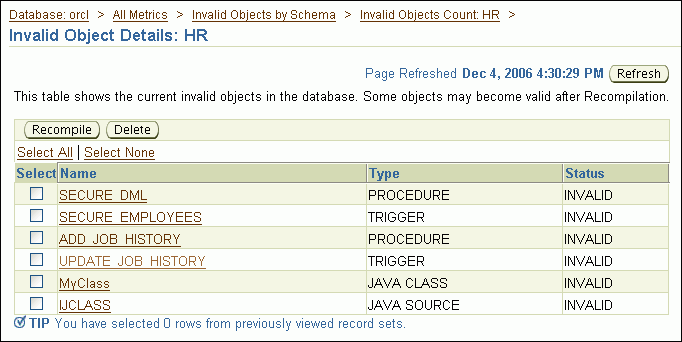 Database: orcl > All Metrics > Invalid Objects by Schema > Invalid Objects Count: HR >
Invalid Object Details: HR
Page Refreshed Dec 4, 2006 4:30:29 PM Refresh
This table shows the current invalid objects in the database. Some objects may become valid after Recompilation.
Recompile Delete
Select All | Select None
Select Name Type Status
SECURE_DML PROCEDURE INVALID
SECURE_EMPLOYEES TRIGGER INVALID
ADD_JOB_HISTORY PROCEDURE INVALID
UPDATE_JOB_HISTORY TRIGGER INVALID
MyClass JAVA CLASS INVALID
IJCLASS JAVA SOURCE INVALID
TIP You have selected 0 rows from previously viewed record sets.